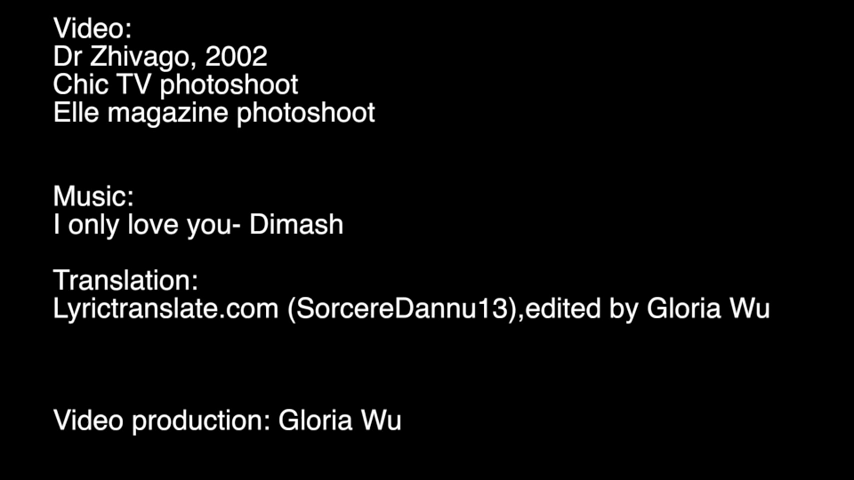 Video:
Dr Zhivago, 2002
Chic TV photoshoot
Elle magazine photoshoot
Music:
I only love you- Dimash
Translation:
Lyrictranslate.com (SorcereDannu13),edited by Gloria Wu
Video production: Gloria Wu